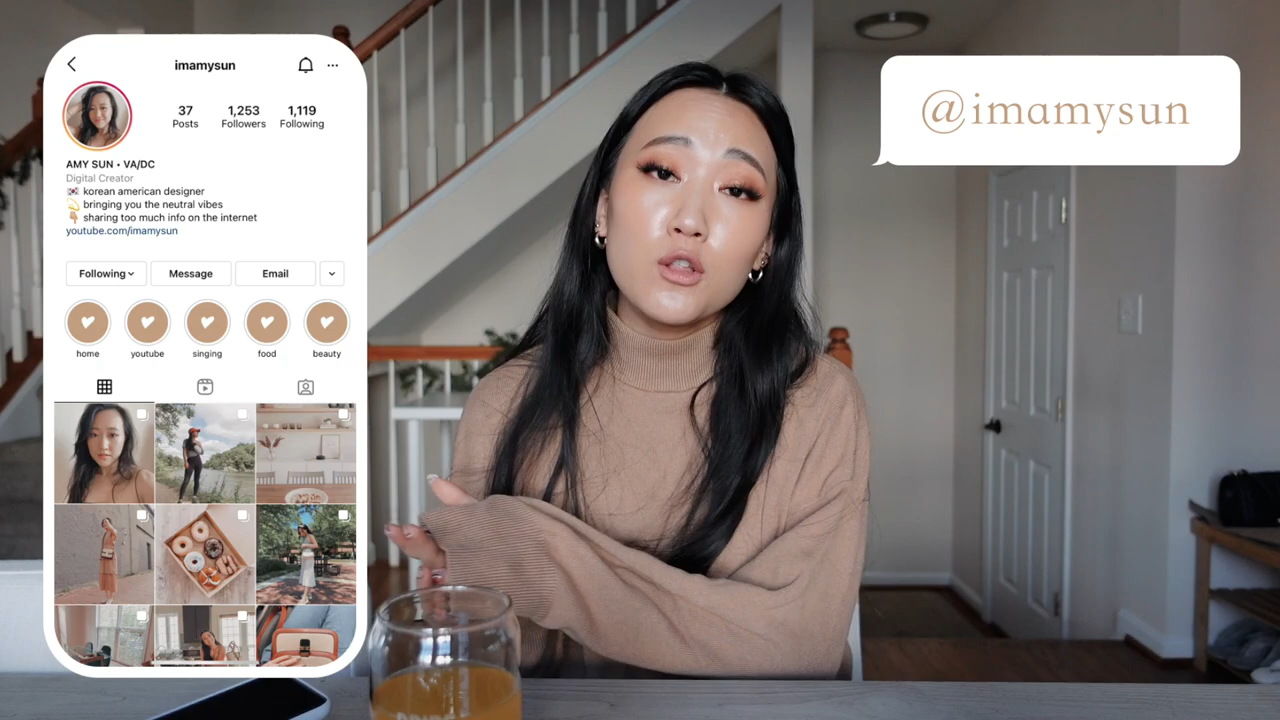 imamysun
37 1,253 1,119
Posts Followers Following
AMY SUN • VA/DC
Digital Creator
🇰🇷 korean american designer
💫 bringing you the neutral vibes
👇🏼 sharing too much info on the internet
youtube.com/imamysun
Following Message Email
home youtube singing food beauty
@imamysun